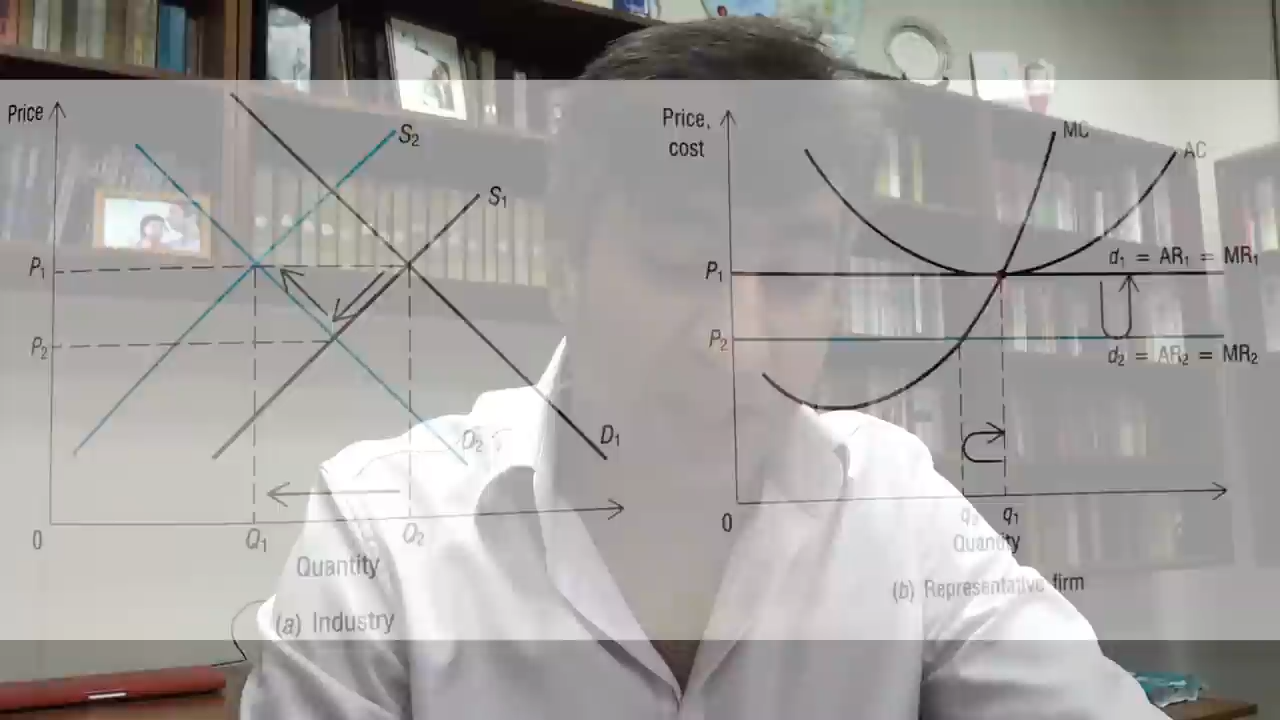 Price
S₂
S₁
P₁
P₂
D₂
D₁
0
Q₁
Q₂
Quantity
(a) Industry
Price,
cost
MC
AC
d₁ = AR₁ = MR₁
P₁
P₂
d₂ = AR₂ = MR₂
0
q₂
q₁
Quantity
(b) Representative firm